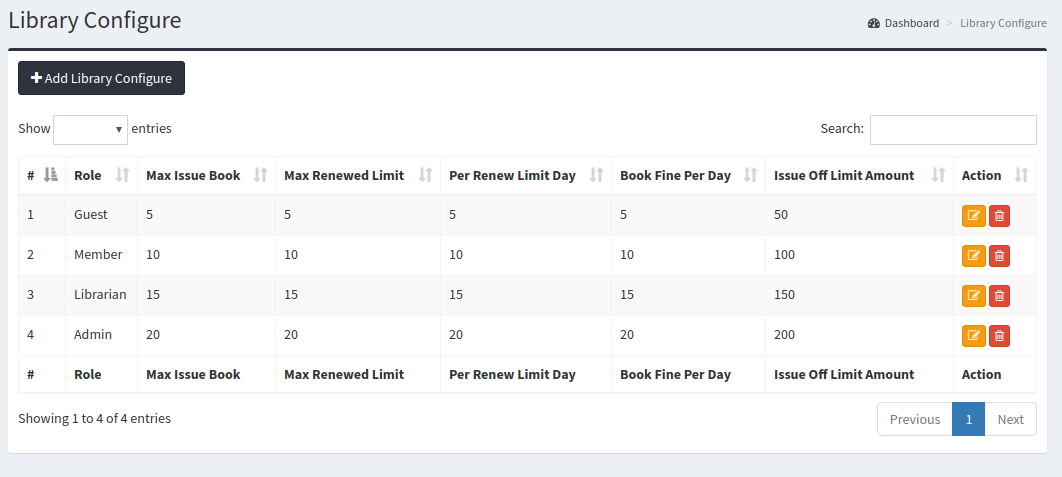 Library Configure
Dashboard > Library Configure
Add Library Configure
Show entries Search:
# Role Max Issue Book Max Renewed Limit Per Renew Limit Day Book Fine Per Day Issue Off Limit Amount Action
1 Guest 5 5 5 5 50
2 Member 10 10 10 10 100
3 Librarian 15 15 15 15 150
4 Admin 20 20 20 20 200
# Role Max Issue Book Max Renewed Limit Per Renew Limit Day Book Fine Per Day Issue Off Limit Amount Action
Showing 1 to 4 of 4 entries Previous 1 Next